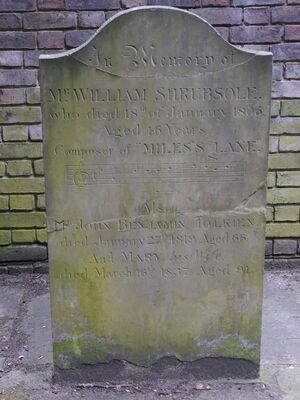 In Memory of
Mr. WILLIAM SHRUBSOLE.
who died 18th of January 1806
Aged 46 Years
Composer of "MILES'S LANE.
Also
Mr JOHN BENJAMIN TOLKIEN,
died January 27th 1819 Aged 66
And MARY his Wife
died March 16th 1837 Aged